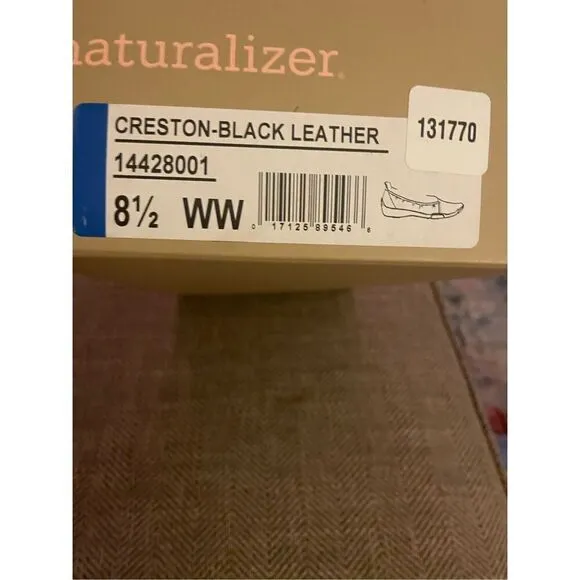 naturalizer
CRESTON-BLACK LEATHER
131770
14428001
8½ WW
0 17125 89546 6